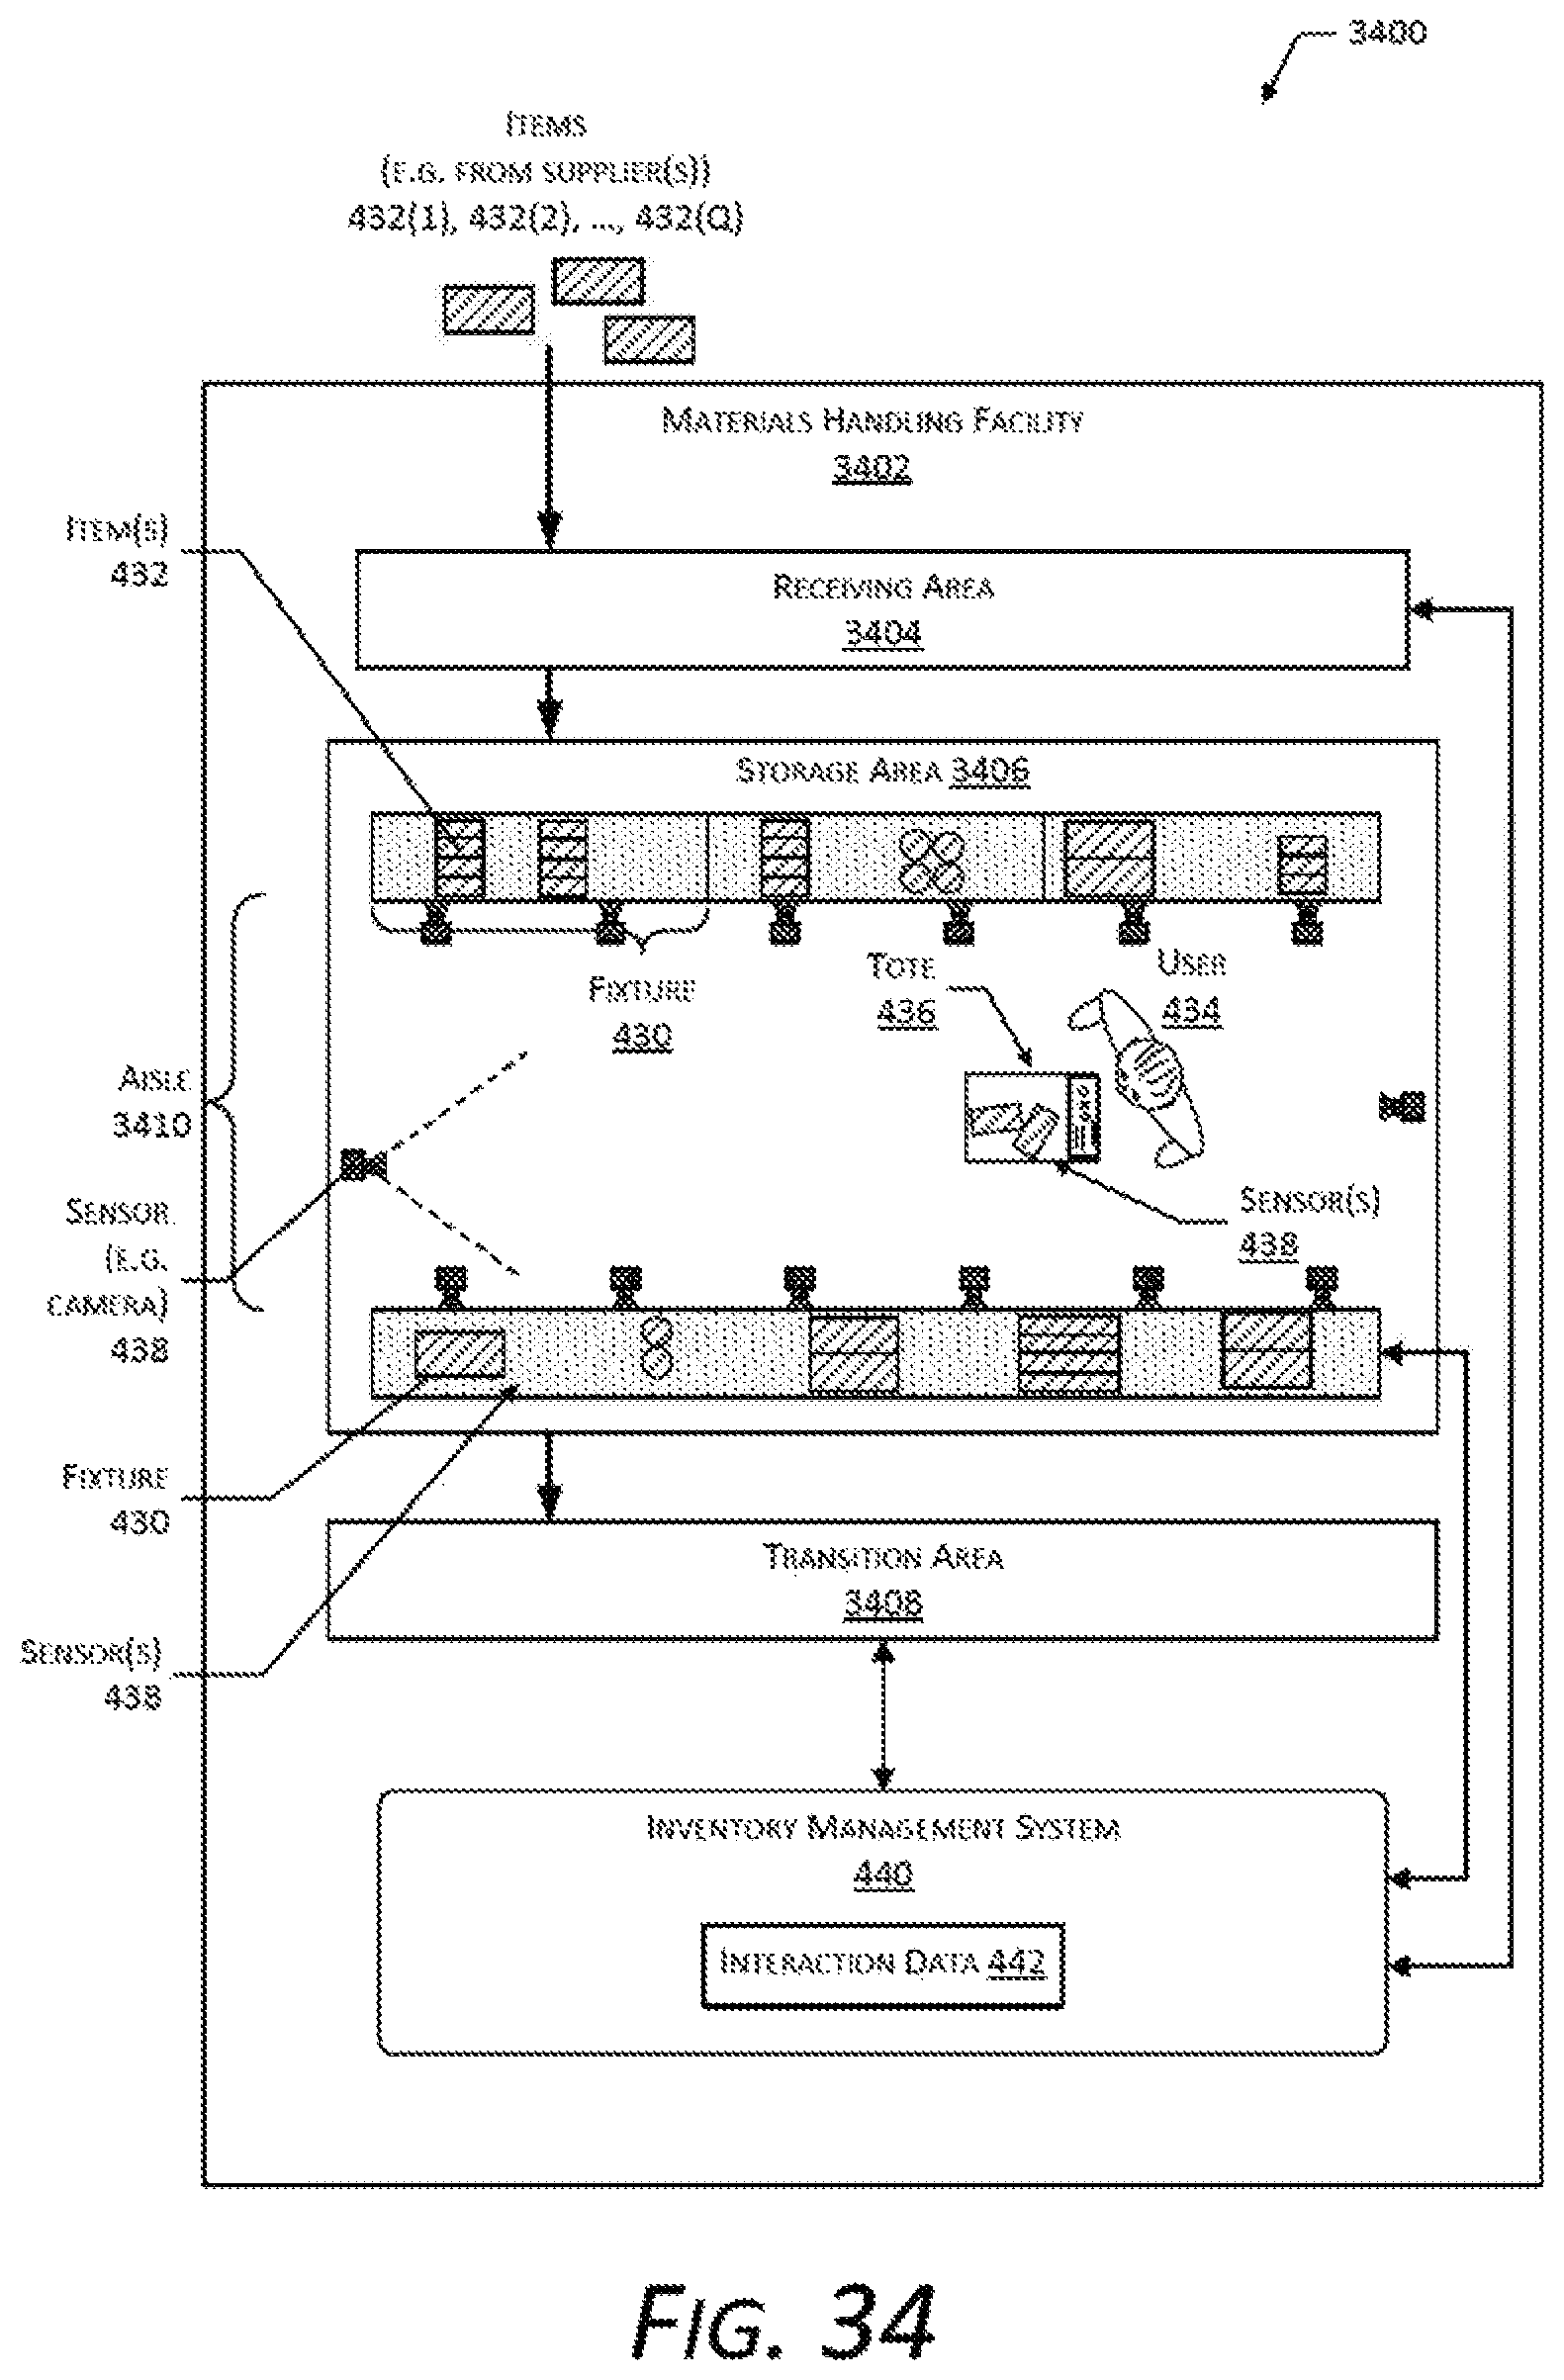 3400
ITEMS
(E.G. FROM SUPPLIER(S))
432(1), 432(2), ..., 432(Q)
MATERIALS HANDLING FACILITY
3402
ITEM(S)
432
RECEIVING AREA
3404
STORAGE AREA 3406
FIXTURE
430
TOTE
436
USER
434
AISLE
3410
SENSOR
(E.G.
CAMERA)
438
SENSOR(S)
438
FIXTURE
430
TRANSITION AREA
3408
SENSOR(S)
438
INVENTORY MANAGEMENT SYSTEM
440
INTERACTION DATA 442
FIG. 34